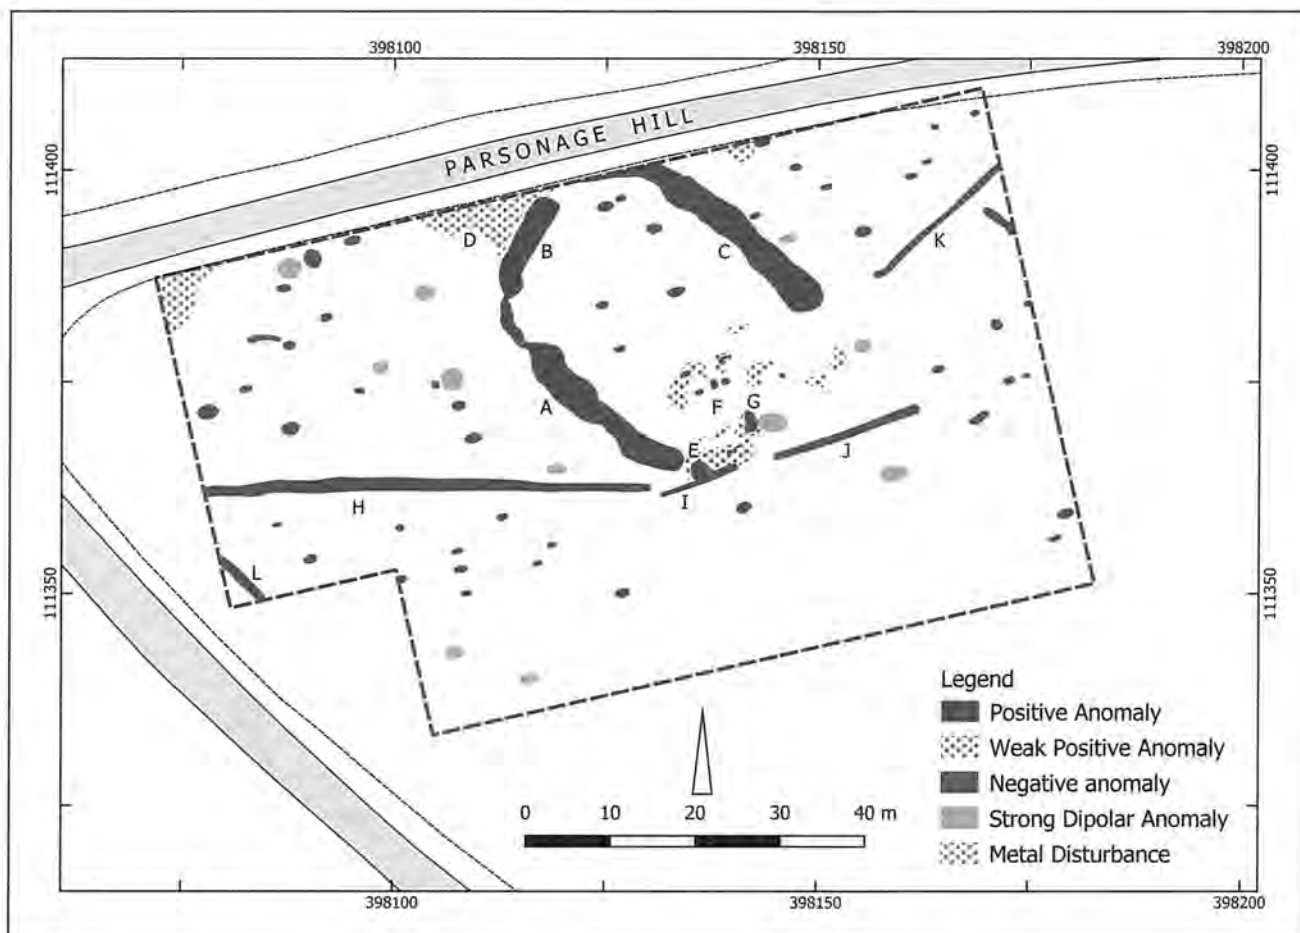 398100
398150
398200
PARSONAGE HILL
111400
111400
K
D
B
C
A
F
G
E
J
H
I
L
111350
111350
Legend
Positive Anomaly
Weak Positive Anomaly
Negative anomaly
Strong Dipolar Anomaly
Metal Disturbance
0 10 20 30 40 m
398100
398150
398200